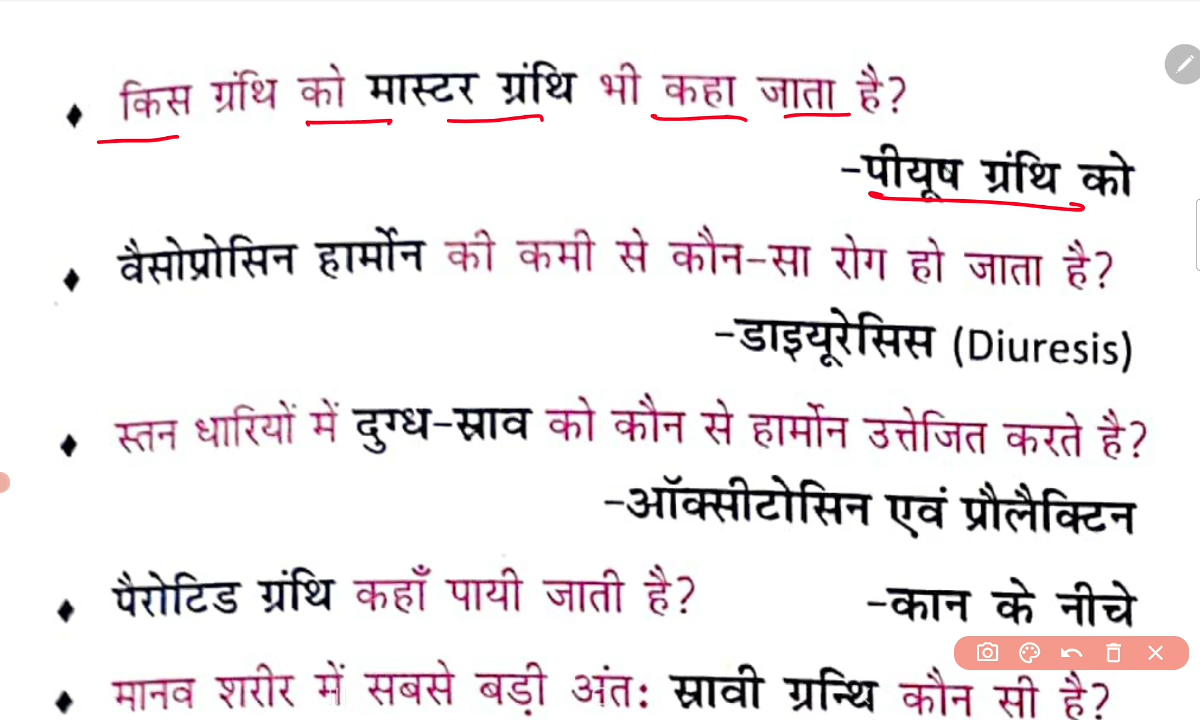 ♦ किस ग्रंथि को मास्टर ग्रंथि भी कहा जाता है?
-पीयूष ग्रंथि को
♦ वैसोप्रोसिन हार्मोन की कमी से कौन-सा रोग हो जाता है?
-डाइयूरेसिस (Diuresis)
♦ स्तन धारियों में दुग्ध-स्राव को कौन से हार्मोन उत्तेजित करते है?
-ऑक्सीटोसिन एवं प्रौलैक्टिन
♦ पैरोटिड ग्रंथि कहाँ पायी जाती है? -कान के नीचे
♦ मानव शरीर में सबसे बड़ी अंत: स्रावी ग्रन्थि कौन सी है?